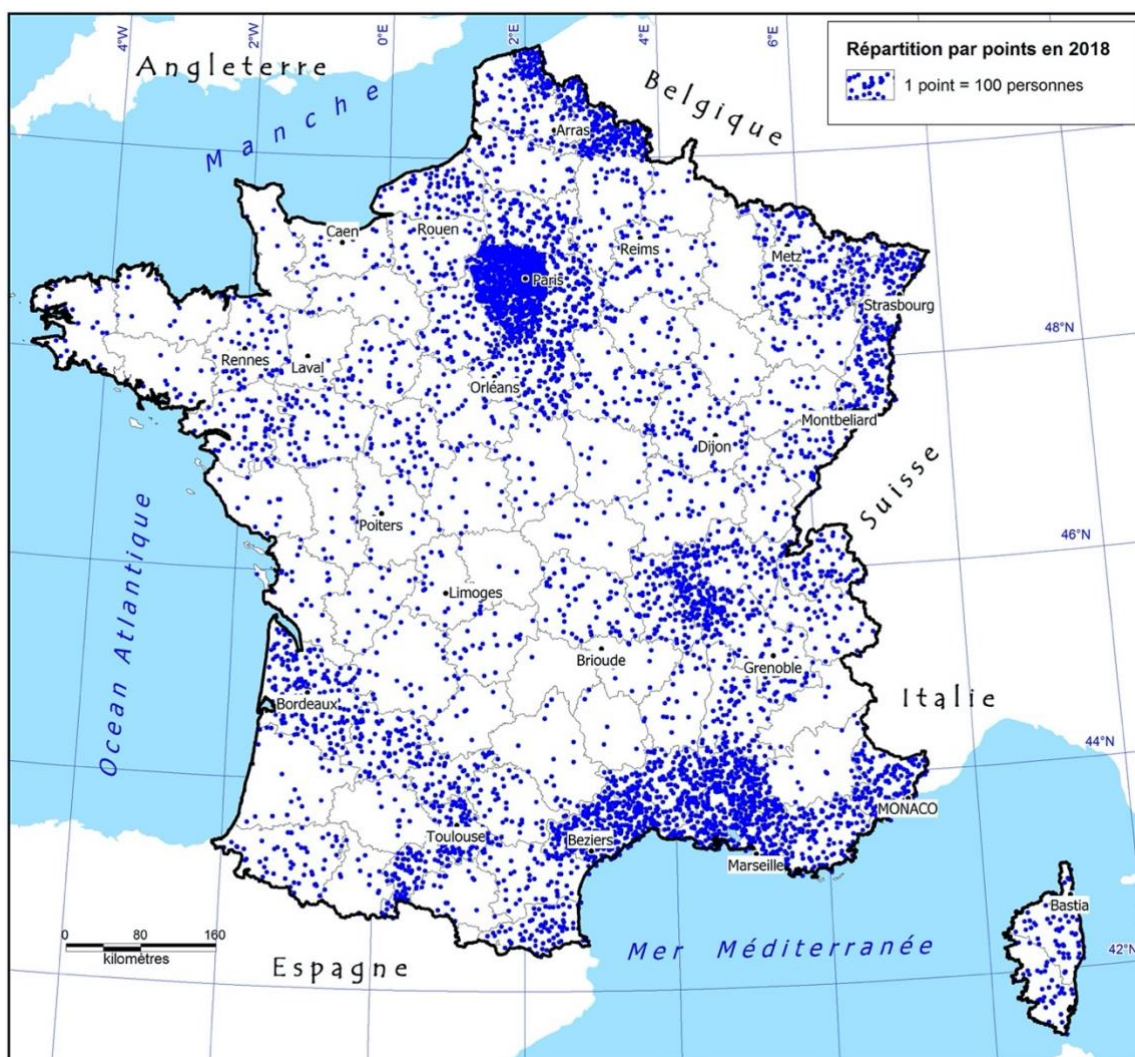 4°W
2°W
0°E
2°E
4°E
6°E
Répartition par points en 2018
1 point = 100 personnes
Angleterre
Belgique
Manche
Arras
Caen
Rouen
Reims
Metz
Paris
Strasbourg
48°N
Rennes
Laval
Orléans
Montbeliard
Dijon
Suisse
Poitiers
46°N
Ocean Atlantique
Limoges
Brioude
Grenoble
Italie
Bordeaux
44°N
MONACO
Toulouse
Beziers
Marseille
Bastia
0 80 160
kilomètres
Mer Méditerranée
42°N
Espagne